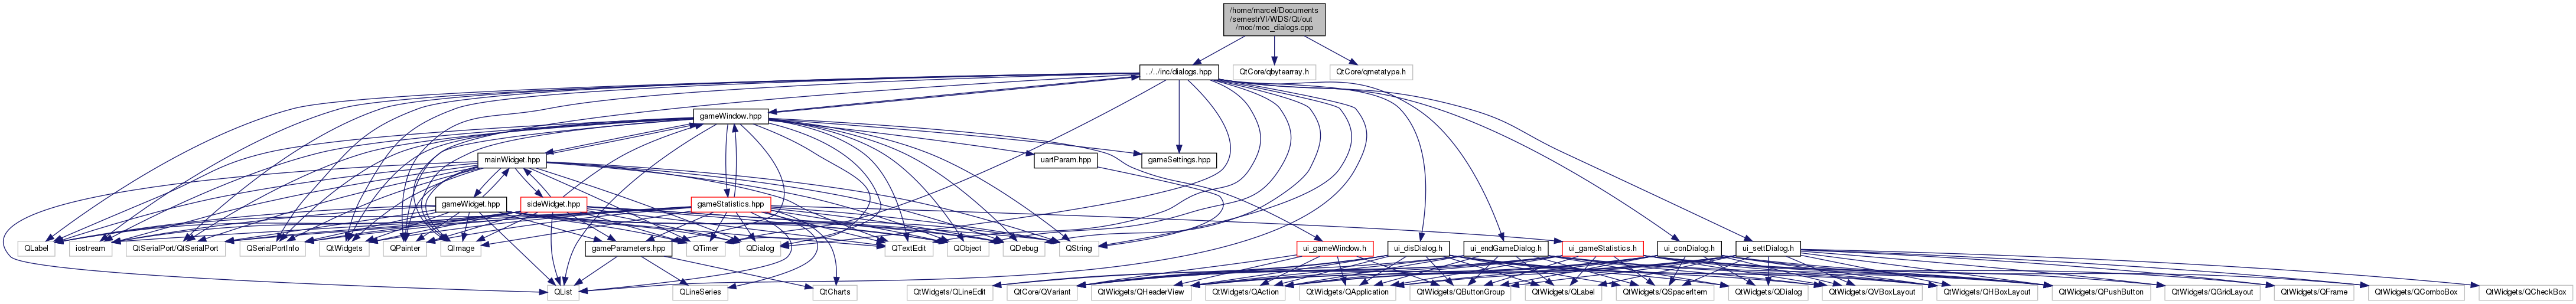 /home/marcel/Documents
/semestrVI/WDS/Qt/out
/moc/moc_dialogs.cpp
../../inc/dialogs.hpp
QtCore/qbytearray.h
QtCore/qmetatype.h
gameWindow.hpp
mainWidget.hpp
uartParam.hpp
gameSettings.hpp
gameWidget.hpp
sideWidget.hpp
gameStatistics.hpp
QLabel
iostream
QtSerialPort/QtSerialPort
QSerialPortInfo
QtWidgets
QPainter
QImage
gameParameters.hpp
QTimer
QDialog
QTextEdit
QObject
QDebug
QString
ui_gameWindow.h
ui_disDialog.h
ui_endGameDialog.h
ui_gameStatistics.h
ui_conDialog.h
ui_settDialog.h
QList
QLineSeries
QtCharts
QtWidgets/QLineEdit
QtCore/QVariant
QtWidgets/QHeaderView
QtWidgets/QAction
QtWidgets/QApplication
QtWidgets/QButtonGroup
QtWidgets/QLabel
QtWidgets/QSpacerItem
QtWidgets/QDialog
QtWidgets/QVBoxLayout
QtWidgets/QHBoxLayout
QtWidgets/QPushButton
QtWidgets/QGridLayout
QtWidgets/QFrame
QtWidgets/QComboBox
QtWidgets/QCheckBox